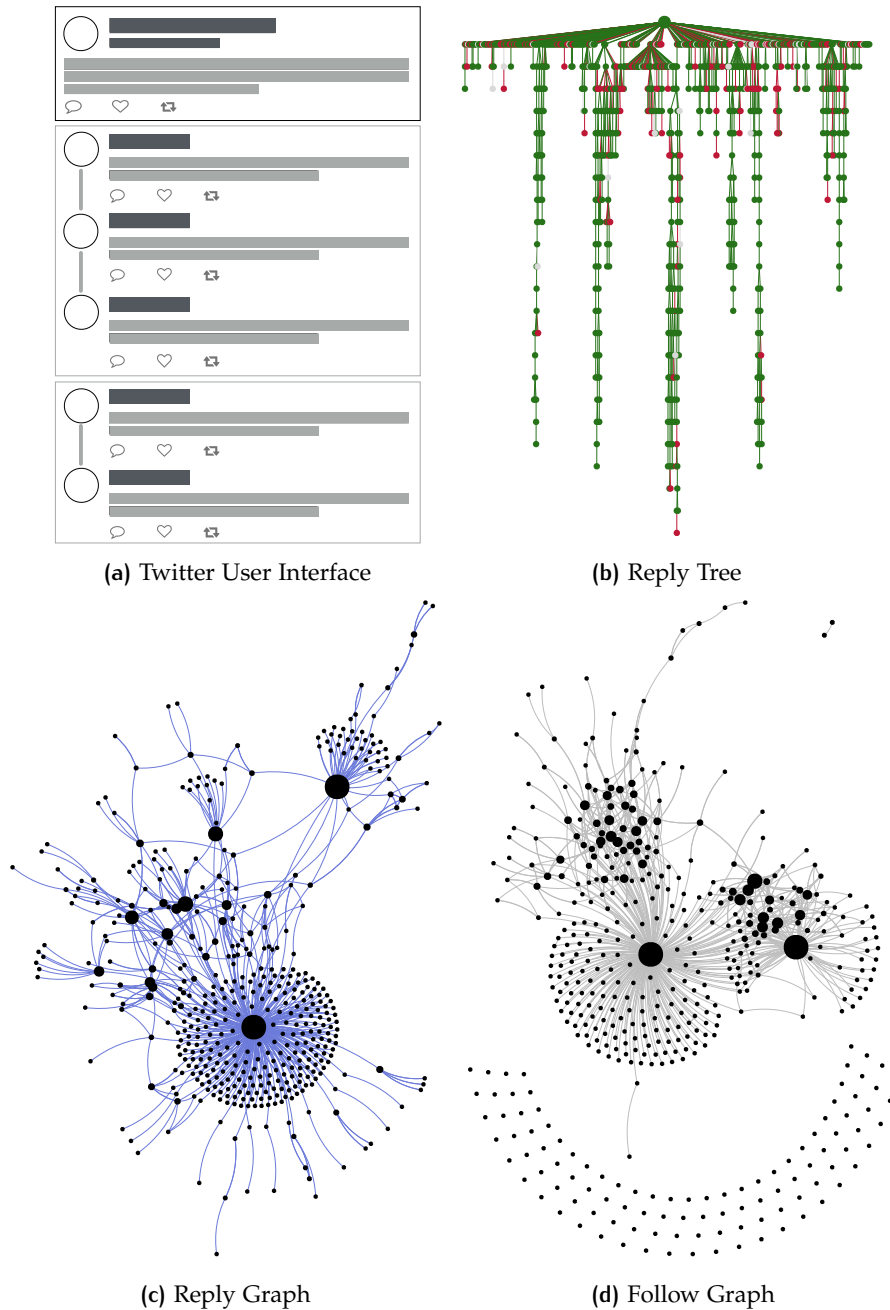 (a) Twitter User Interface
(b) Reply Tree
(c) Reply Graph
(d) Follow Graph